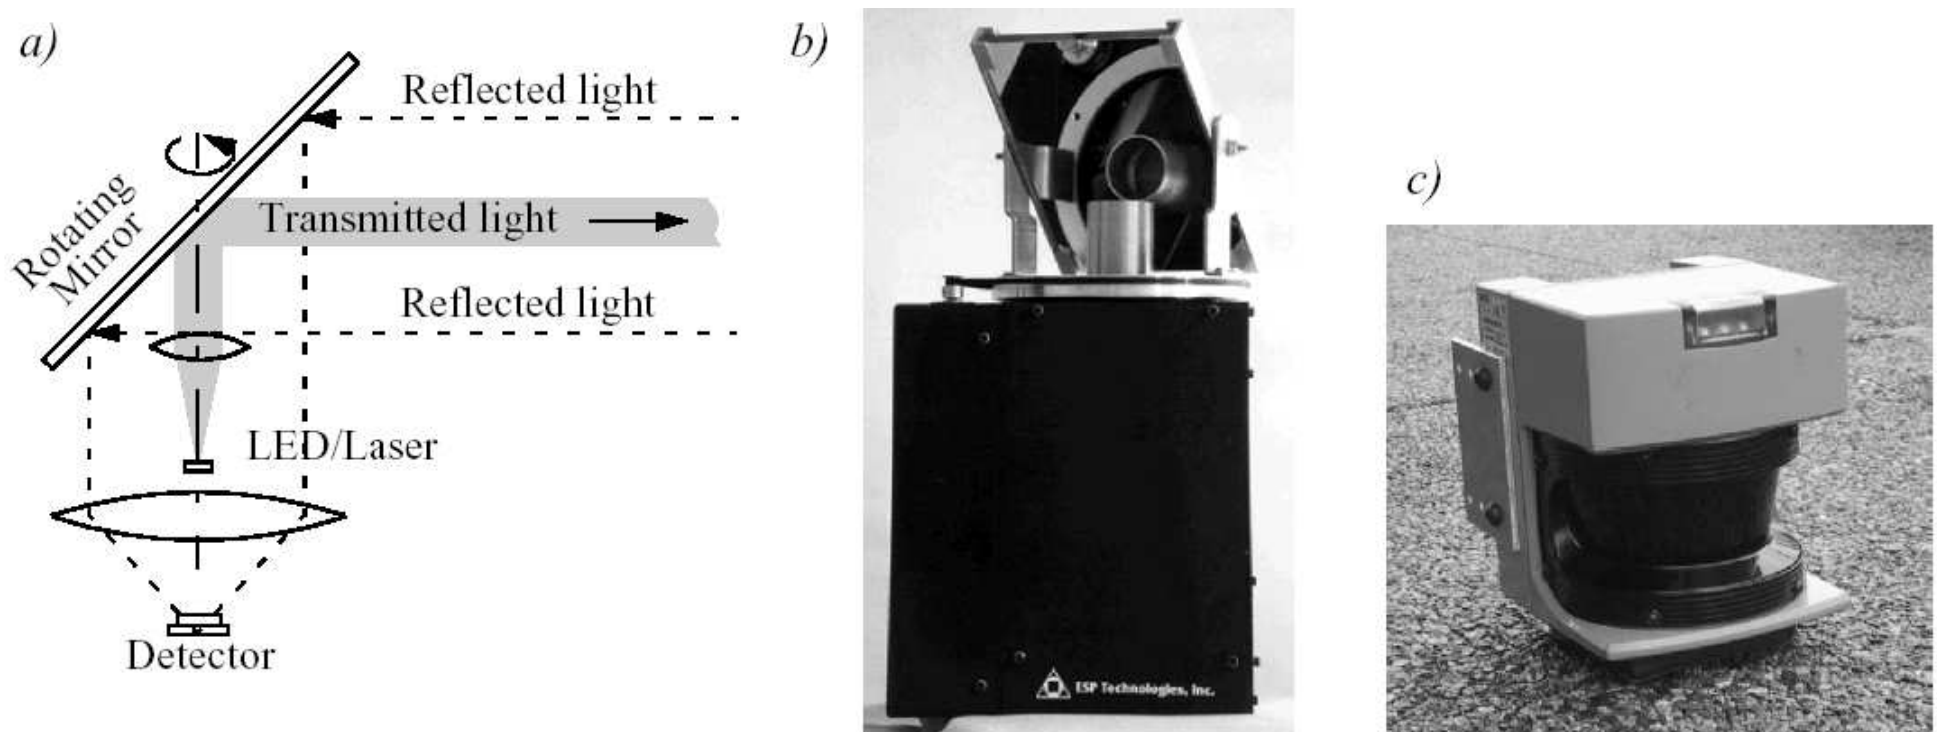 a)
Reflected light
Rotating
Mirror
Transmitted light
Reflected light
LED/Laser
Detector
b)
ESP Technologies, Inc.
c)